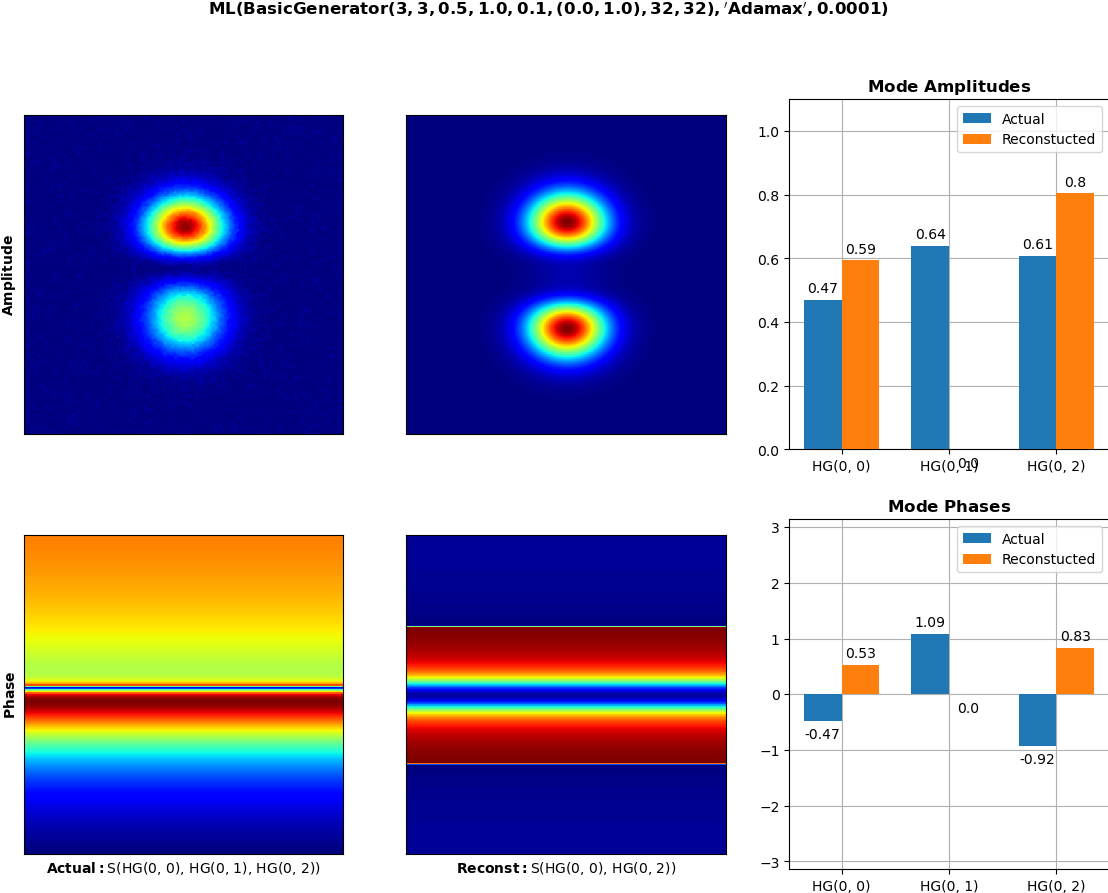 ML(BasicGenerator(3, 3, 0.5, 1.0, 0.1, (0.0, 1.0), 32, 32), ′Adamax′, 0.0001)
Amplitude
Mode Amplitudes
Actual
Reconstucted
1.0
0.8
0.6
0.4
0.2
0.0
0.47
0.59
0.64
0.0
0.61
0.8
HG(0, 0)
HG(0, 1)
HG(0, 2)
Phase
Actual: S(HG(0, 0), HG(0, 1), HG(0, 2))
Reconst: S(HG(0, 0), HG(0, 2))
Mode Phases
Actual
Reconstucted
3
2
1
0
−1
−2
−3
-0.47
0.53
1.09
0.0
-0.92
0.83
HG(0, 0)
HG(0, 1)
HG(0, 2)